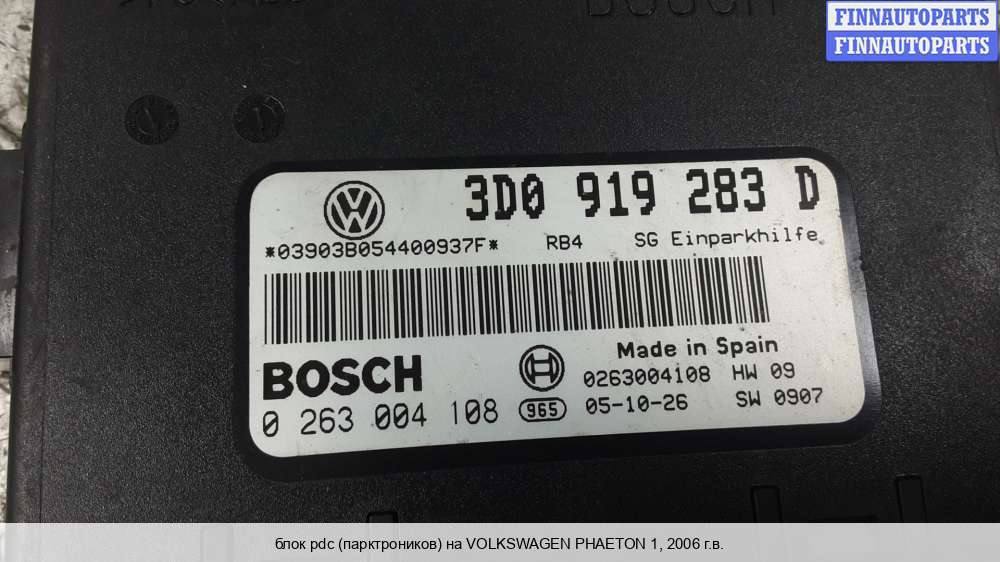 BOSCH
FINNAUTOPARTS
FINNAUTOPARTS
3D0 919 283 D
*03903B054400937F* RB4 SG Einparkhilfe
Made in Spain
BOSCH
0263004108 HW 09
0 263 004 108 965 05-10-26 SW 0907
блок pdc (парктроников) на VOLKSWAGEN PHAETON 1, 2006 г.в.